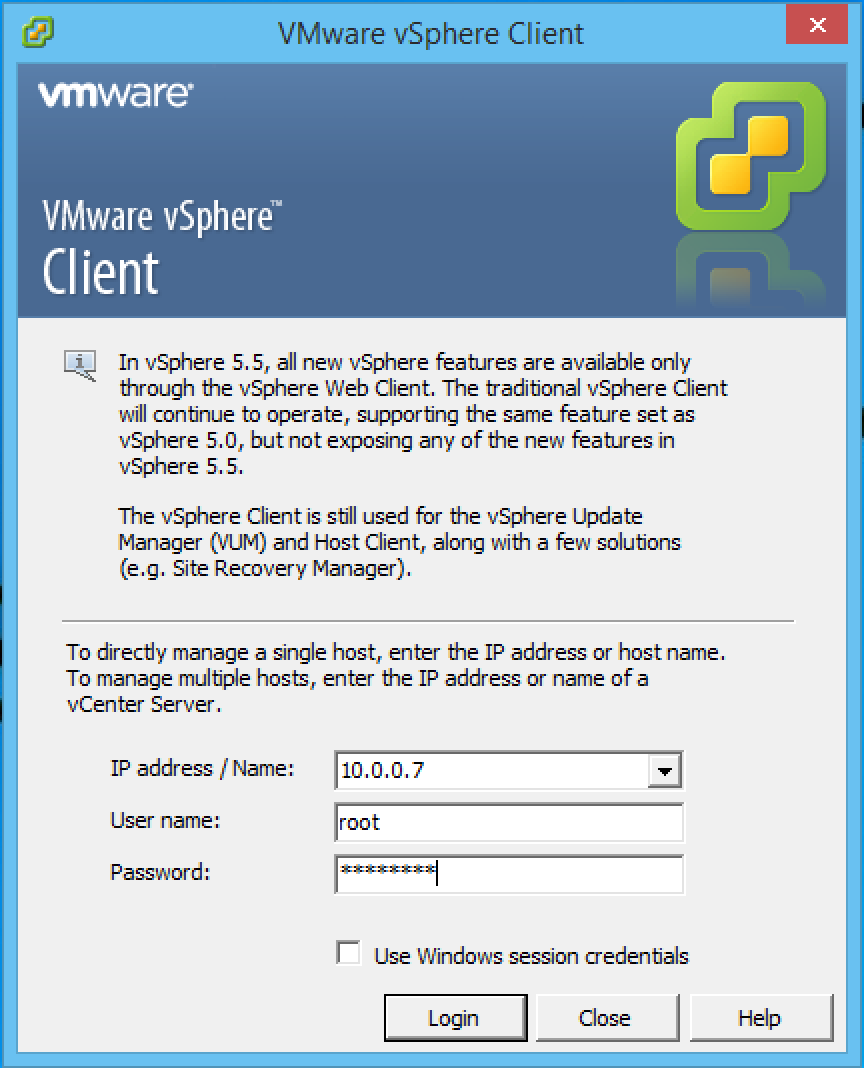 VMware vSphere Client
vmware®
VMware vSphere™
Client
In vSphere 5.5, all new vSphere features are available only
through the vSphere Web Client. The traditional vSphere Client
will continue to operate, supporting the same feature set as
vSphere 5.0, but not exposing any of the new features in
vSphere 5.5.
The vSphere Client is still used for the vSphere Update
Manager (VUM) and Host Client, along with a few solutions
(e.g. Site Recovery Manager).
To directly manage a single host, enter the IP address or host name.
To manage multiple hosts, enter the IP address or name of a
vCenter Server.
IP address / Name: 10.0.0.7
User name: root
Password: ********
Use Windows session credentials
Login Close Help